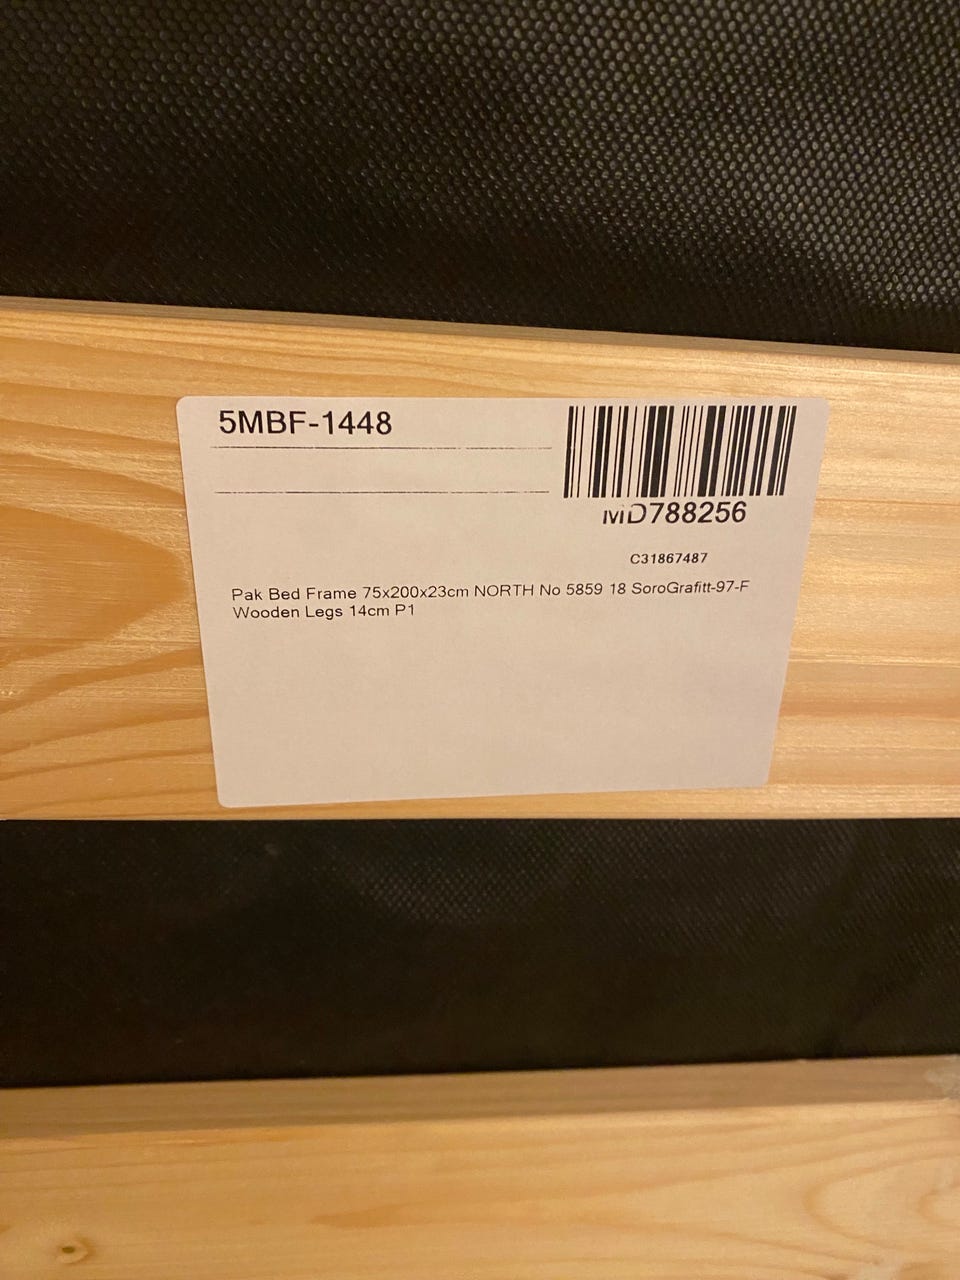 5MBF-1448
MD788256
C31867487
Pak Bed Frame 75x200x23cm NORTH No 5859 18 SoroGrafitt-97-F
Wooden Legs 14cm P1